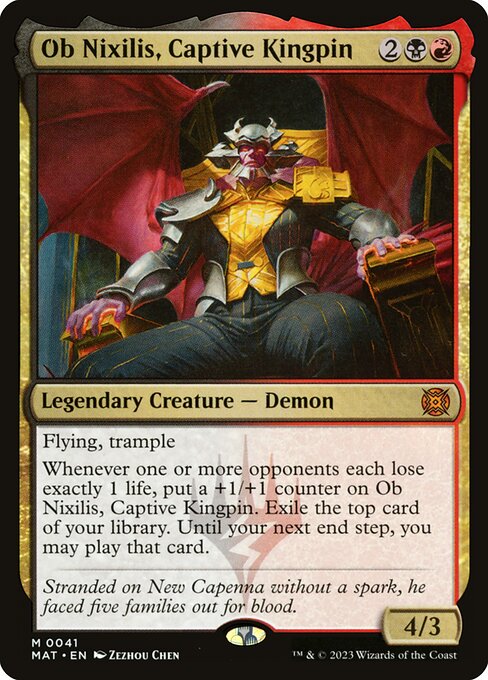 Ob Nixilis, Captive Kingpin 2
Legendary Creature — Demon
Flying, trample
Whenever one or more opponents each lose
exactly 1 life, put a +1/+1 counter on Ob
Nixilis, Captive Kingpin. Exile the top card
of your library. Until your next end step, you
may play that card.
Stranded on New Capenna without a spark, he
faced five families out for blood.
4/3
M 0041
MAT • EN Zezhou Chen ™ & © 2023 Wizards of the Coast